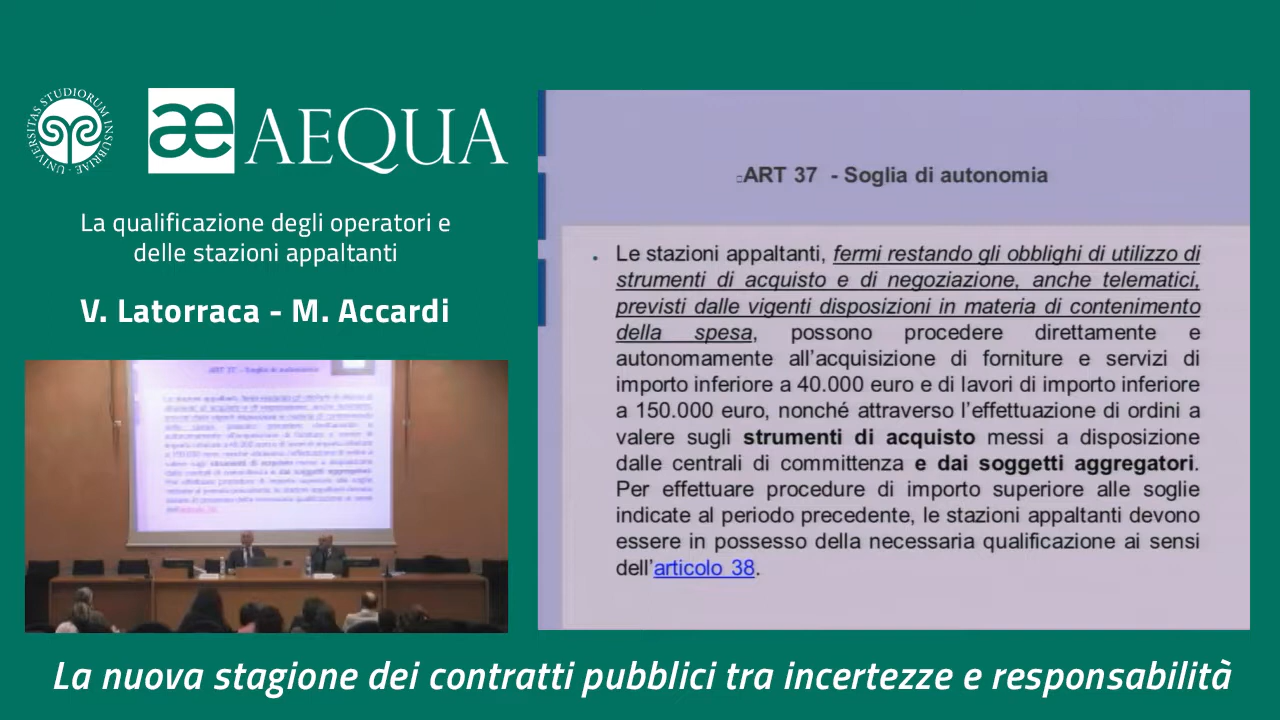 UNIVERSITAS STUDIORUM INSUBRIAE
æ AEQUA
La qualificazione degli operatori e
delle stazioni appaltanti
V. Latorraca - M. Accardi
ART 37 - Soglia di autonomia
Le stazioni appaltanti, fermi restando gli obblighi di utilizzo di
strumenti di acquisto e di negoziazione, anche telematici,
previsti dalle vigenti disposizioni in materia di contenimento
della spesa, possono procedere direttamente e
autonomamente all’acquisizione di forniture e servizi di
importo inferiore a 40.000 euro e di lavori di importo inferiore
a 150.000 euro, nonché attraverso l’effettuazione di ordini a
valere sugli strumenti di acquisto messi a disposizione
dalle centrali di committenza e dai soggetti aggregatori.
Per effettuare procedure di importo superiore alle soglie
indicate al periodo precedente, le stazioni appaltanti devono
essere in possesso della necessaria qualificazione ai sensi
dell’articolo 38.
ART 37 - Soglia di autonomia
La nuova stagione dei contratti pubblici tra incertezze e responsabilità